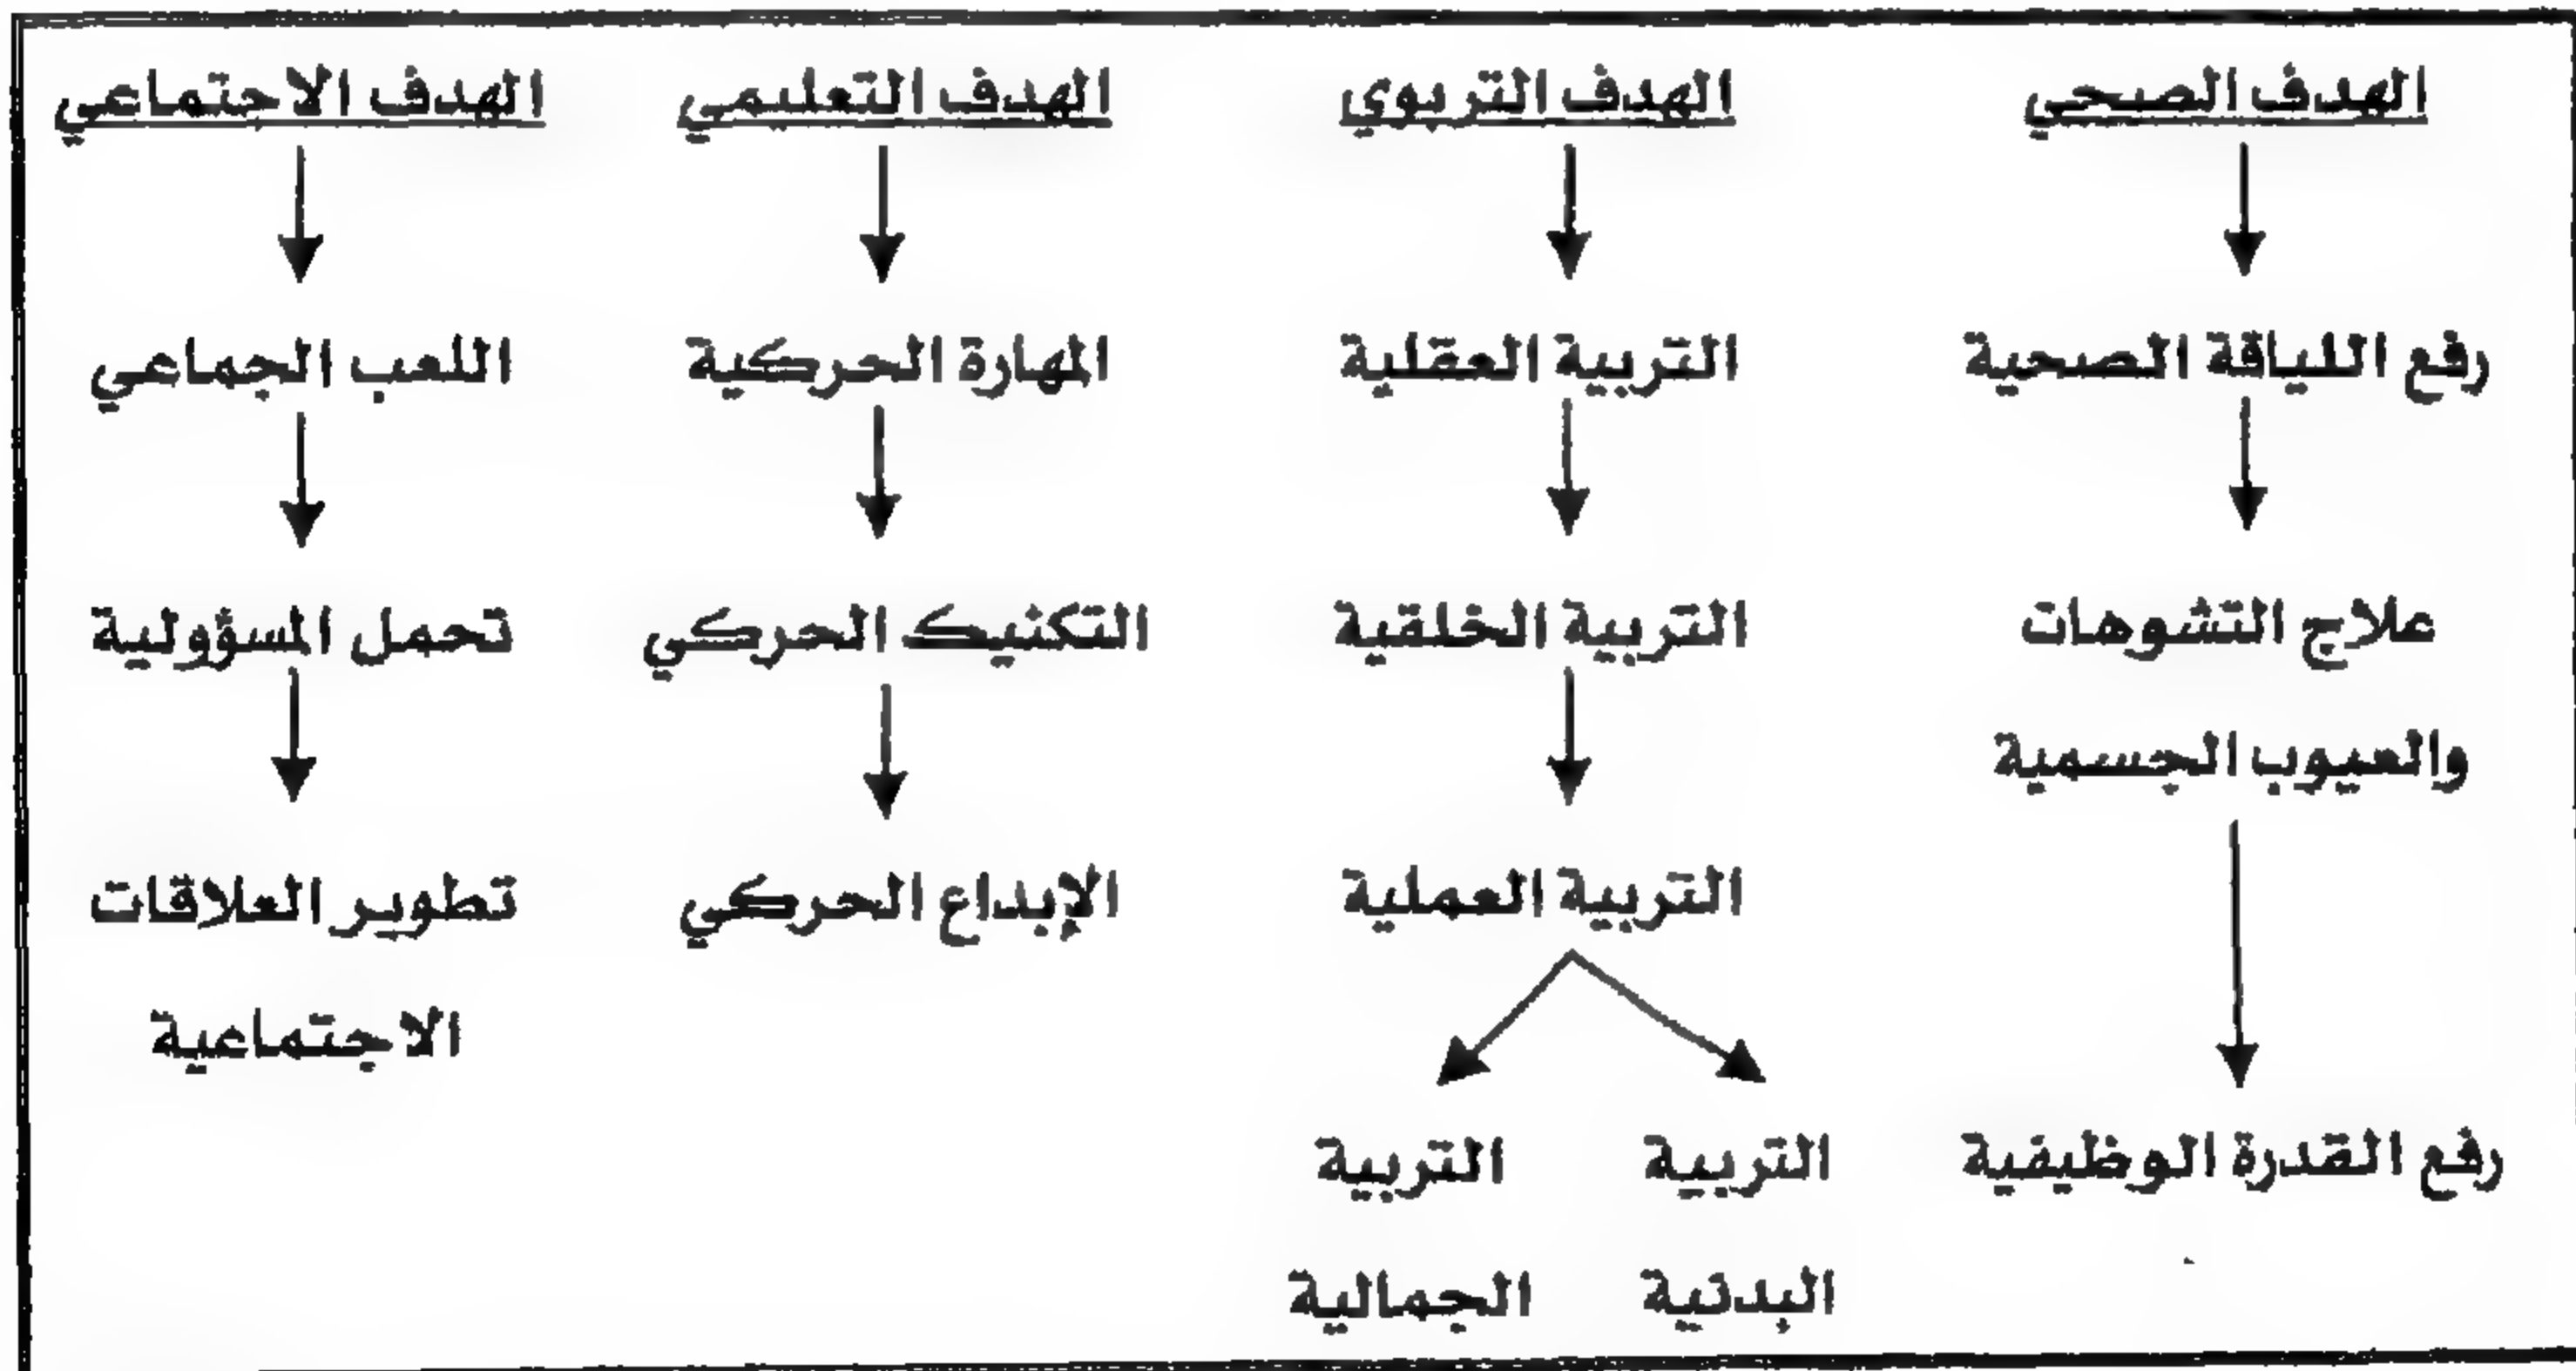 الهدف الصحي
الهدف التربوي
الهدف التعليمي
الهدف الاجتماعي
رفع اللياقة الصحية
التربية العقلية
المهارة الحركية
اللعب الجماعي
علاج التشوهات
التربية الخلقية
التكنيك الحركي
تحمل المسؤولية
والعيوب الجسمية
التربية العملية
الإبداع الحركي
تطوير العلاقات
الاجتماعية
رفع القدرة الوظيفية
التربية
التربية
البدنية
الجمالية